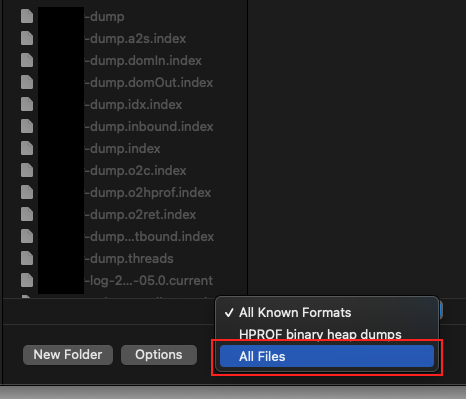 -dump
-dump.a2s.index
-dump.domIn.index
-dump.domOut.index
-dump.idx.index
-dump.inbound.index
-dump.index
-dump.o2c.index
-dump.o2hprof.index
-dump.o2ret.index
-dump...tbound.index
-dump.threads
-log-2...-05.0.current
✓ All Known Formats
HPROF binary heap dumps
All Files
New Folder
Options